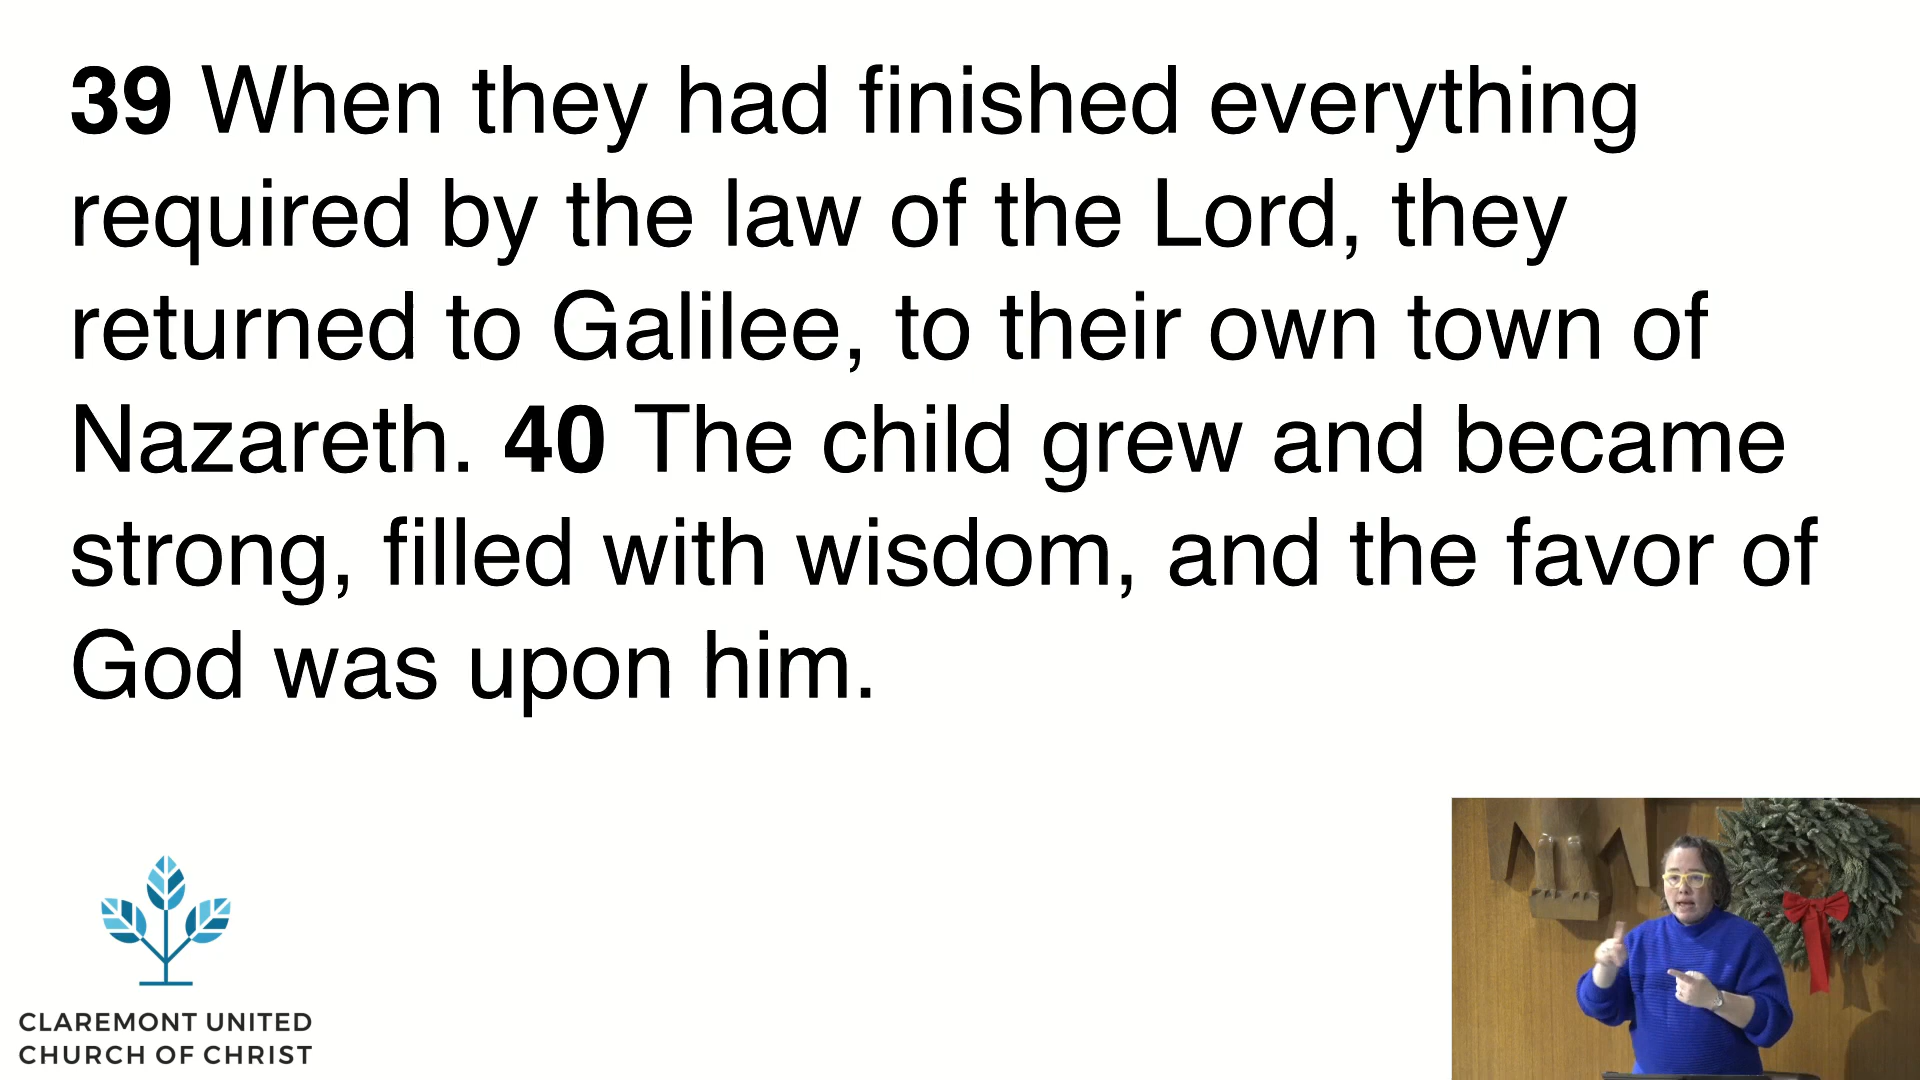 39 When they had finished everything
required by the law of the Lord, they
returned to Galilee, to their own town of
Nazareth. 40 The child grew and became
strong, filled with wisdom, and the favor of
God was upon him.
CLAREMONT UNITED
CHURCH OF CHRIST